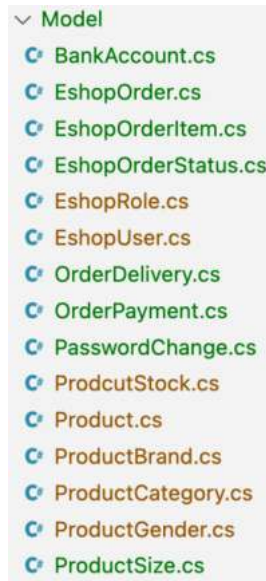 Model
C# BankAccount.cs
C# EshopOrder.cs
C# EshopOrderItem.cs
C# EshopOrderStatus.cs
C# EshopRole.cs
C# EshopUser.cs
C# OrderDelivery.cs
C# OrderPayment.cs
C# PasswordChange.cs
C# ProdcutStock.cs
C# Product.cs
C# ProductBrand.cs
C# ProductCategory.cs
C# ProductGender.cs
C# ProductSize.cs